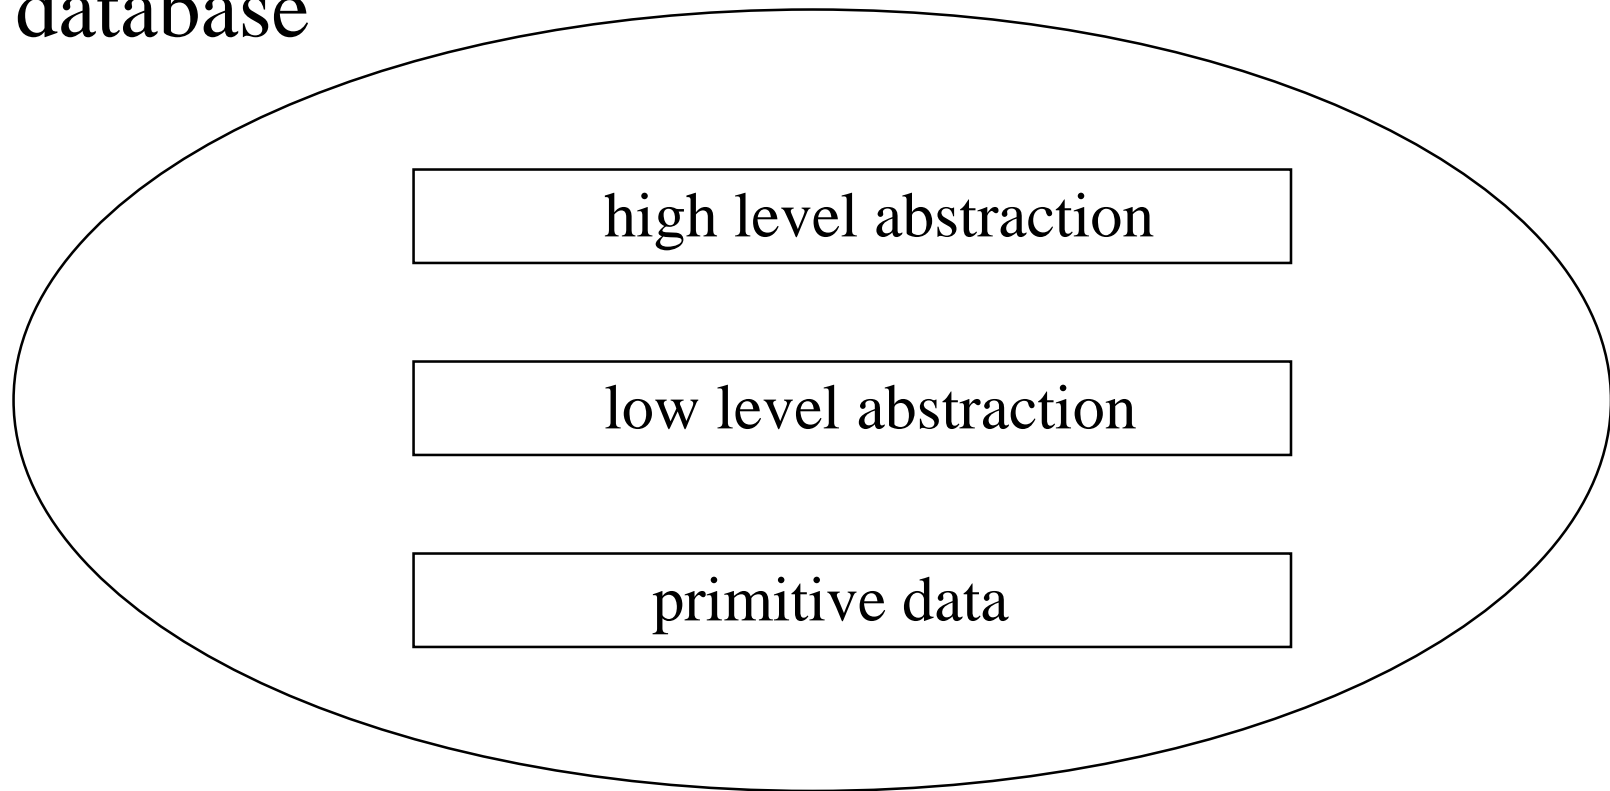 database
high level abstraction
low level abstraction
primitive data